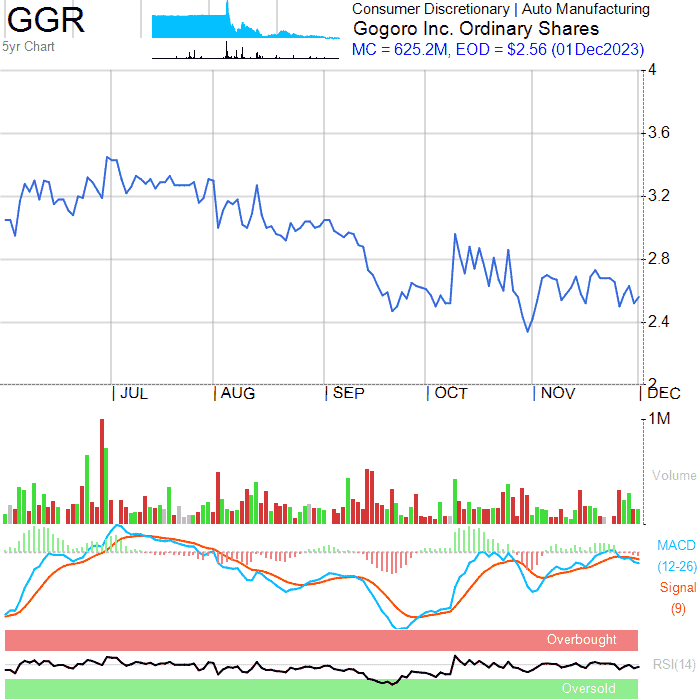 GGR
5yr Chart
Consumer Discretionary | Auto Manufacturing
Gogoro Inc. Ordinary Shares
MC = 625.2M, EOD = $2.56 (01Dec2023)
4
3.6
3.2
2.8
2.4
2
| JUL | AUG | SEP | OCT | NOV | DEC
1M
Volume
MACD
(12-26)
Signal
(9)
Overbought
RSI(14)
Oversold